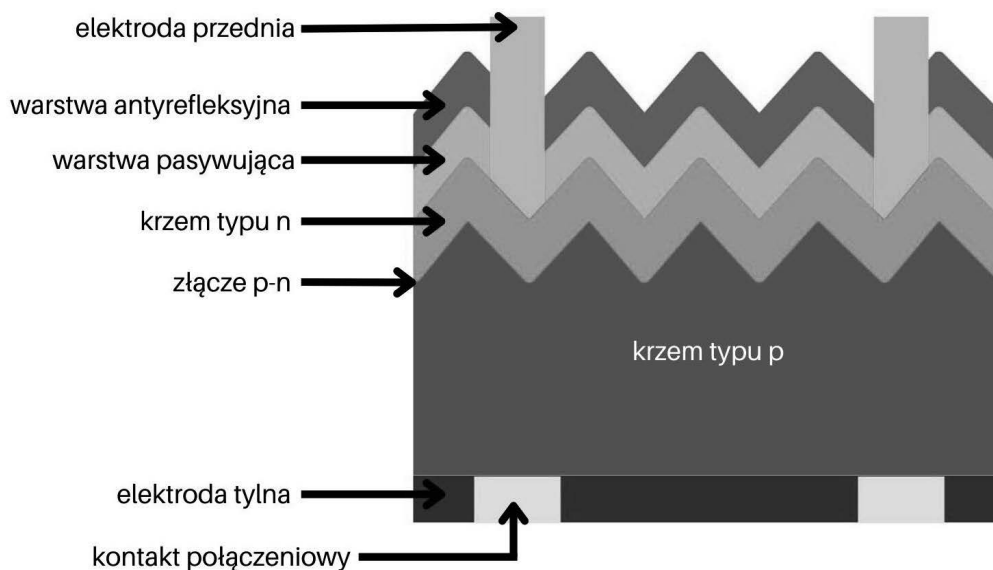 elektroda przednia
warstwa antyrefleksyjna
warstwa pasywująca
krzem typu n
złącze p-n
krzem typu p
elektroda tylna
kontakt połączeniowy